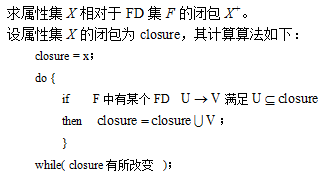 求属性集 X 相对于 FD 集 F 的闭包 X⁺。
设属性集 X 的闭包为 closure，其计算算法如下：
closure = x；
do {
if F 中有某个 FD U → V 满足 U ⊆ closure
then closure = closure ⋃ V ；
}
while( closure 有所改变 )；